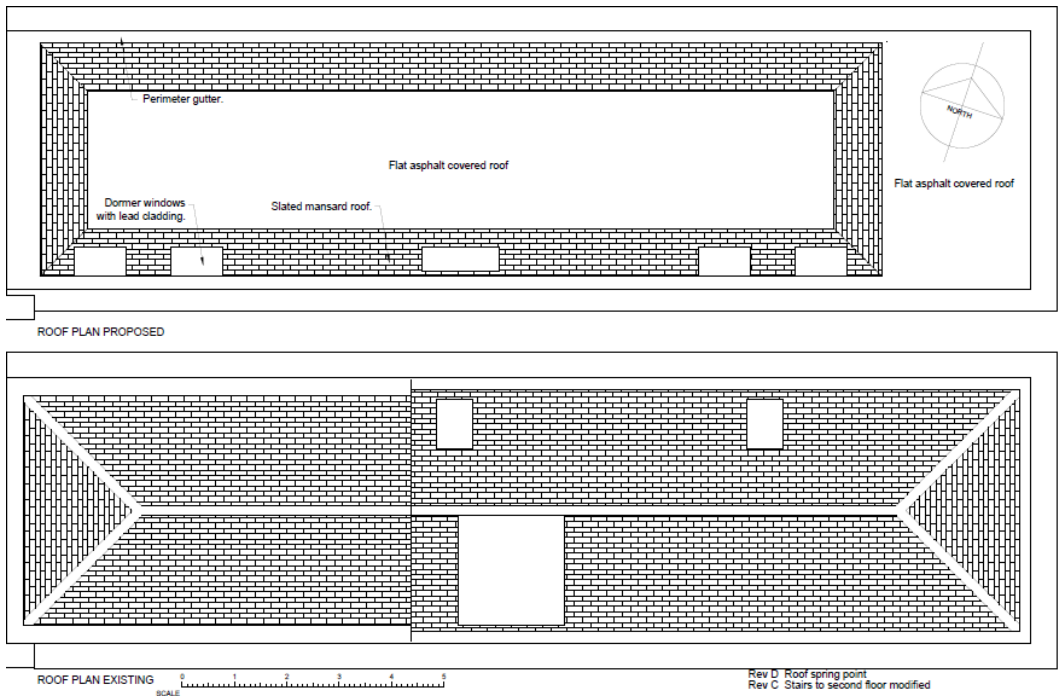 Perimeter gutter.
NORTH
Flat asphalt covered roof
Flat asphalt covered roof
Dormer windows
with lead cladding.
Slated mansard roof.
ROOF PLAN PROPOSED
ROOF PLAN EXISTING
0 1 2 3 4 5
SCALE
Rev D Roof spring point
Rev C Stairs to second floor modified